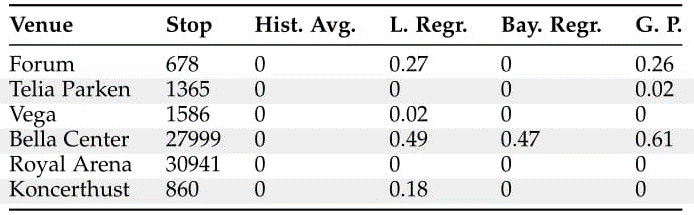 Venue Stop Hist. Avg. L. Regr. Bay. Regr. G. P.
Forum 678 0 0.27 0 0.26
Telia Parken 1365 0 0 0 0.02
Vega 1586 0 0.02 0 0
Bella Center 27999 0 0.49 0.47 0.61
Royal Arena 30941 0 0 0 0
Koncerthust 860 0 0.18 0 0